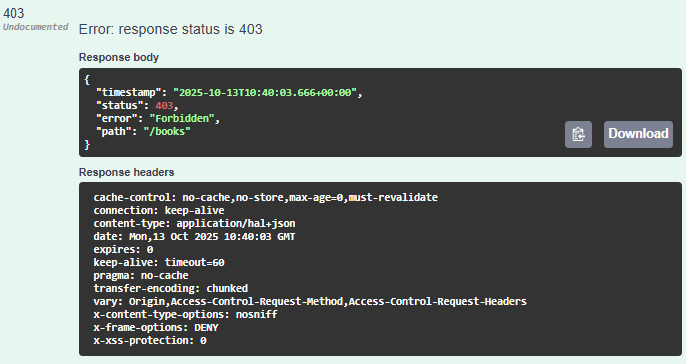 403
Undocumented
Error: response status is 403
Response body
{
  "timestamp": "2025-10-13T10:40:03.666+00:00",
  "status": 403,
  "error": "Forbidden",
  "path": "/books"
}
Download
Response headers
cache-control: no-cache,no-store,max-age=0,must-revalidate
connection: keep-alive
content-type: application/hal+json
date: Mon,13 Oct 2025 10:40:03 GMT
expires: 0
keep-alive: timeout=60
pragma: no-cache
transfer-encoding: chunked
vary: Origin,Access-Control-Request-Method,Access-Control-Request-Headers
x-content-type-options: nosniff
x-frame-options: DENY
x-xss-protection: 0